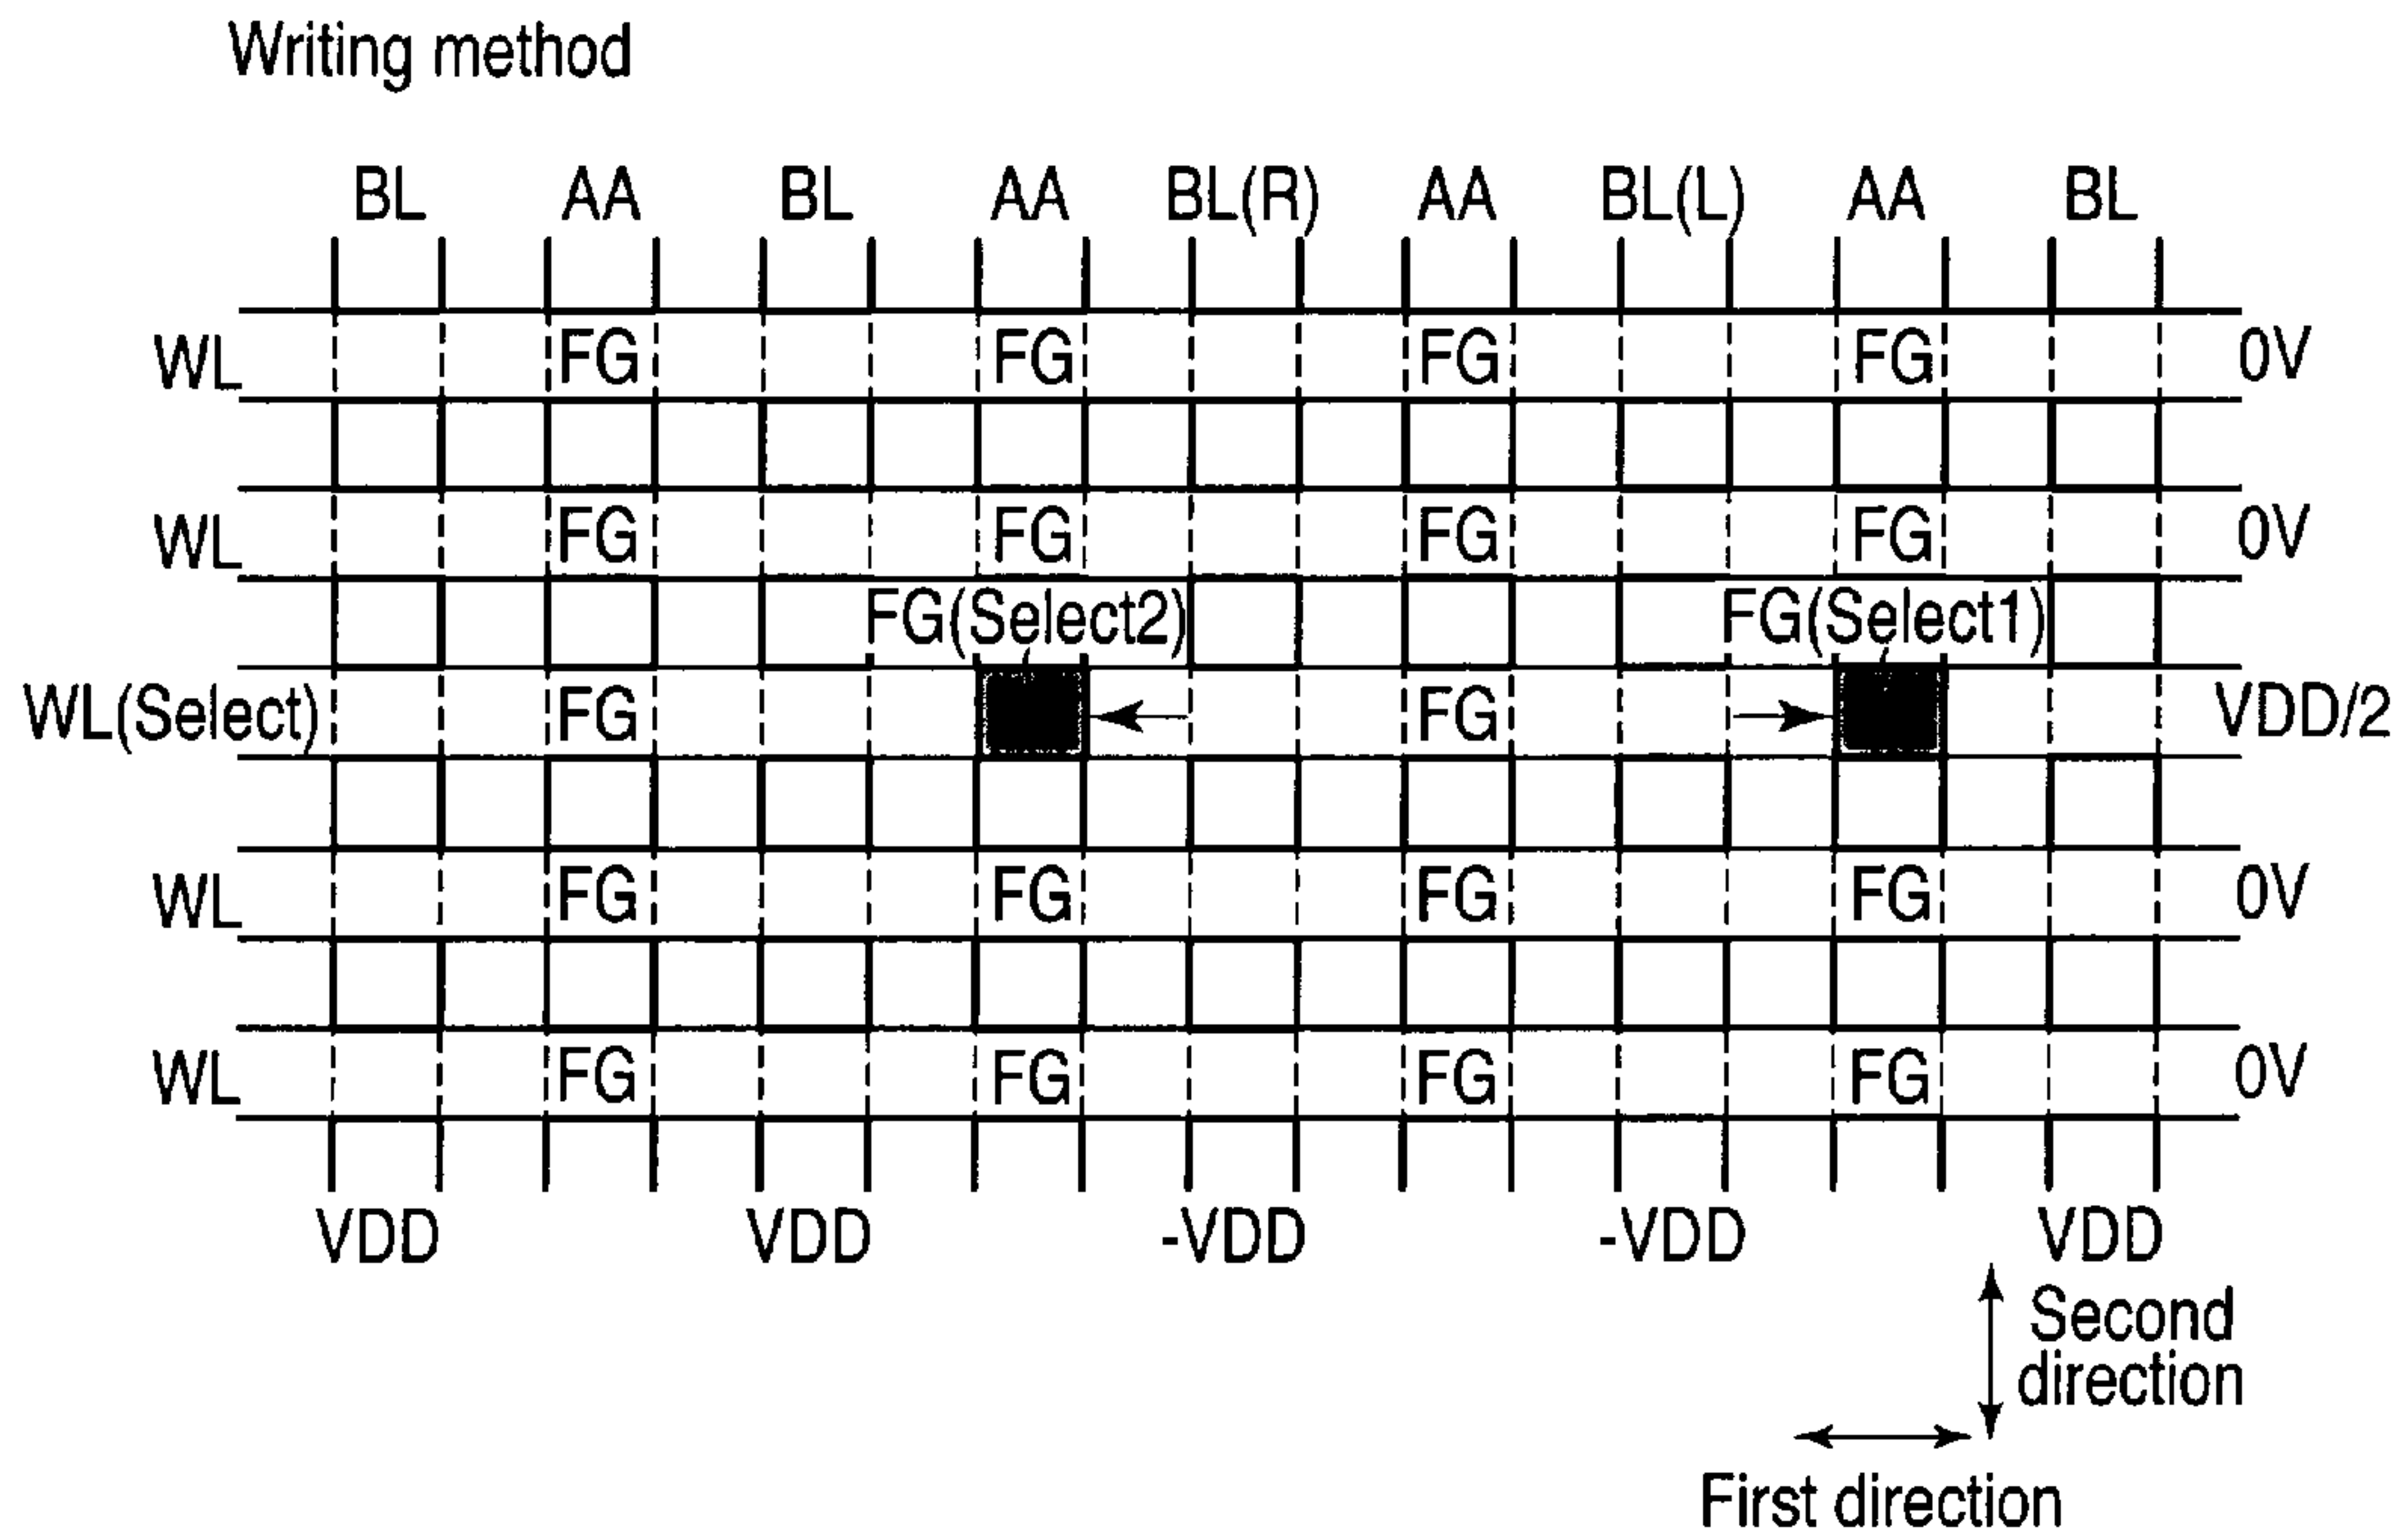 Writing method
BL AA BL AA BL(R) AA BL(L) AA BL
WL FG FG FG FG 0V
WL FG FG FG FG 0V
FG(Select2) FG(Select1)
WL(Select) FG FG VDD/2
WL FG FG FG FG 0V
WL FG FG FG FG 0V
VDD VDD -VDD -VDD VDD
Second
direction
First direction